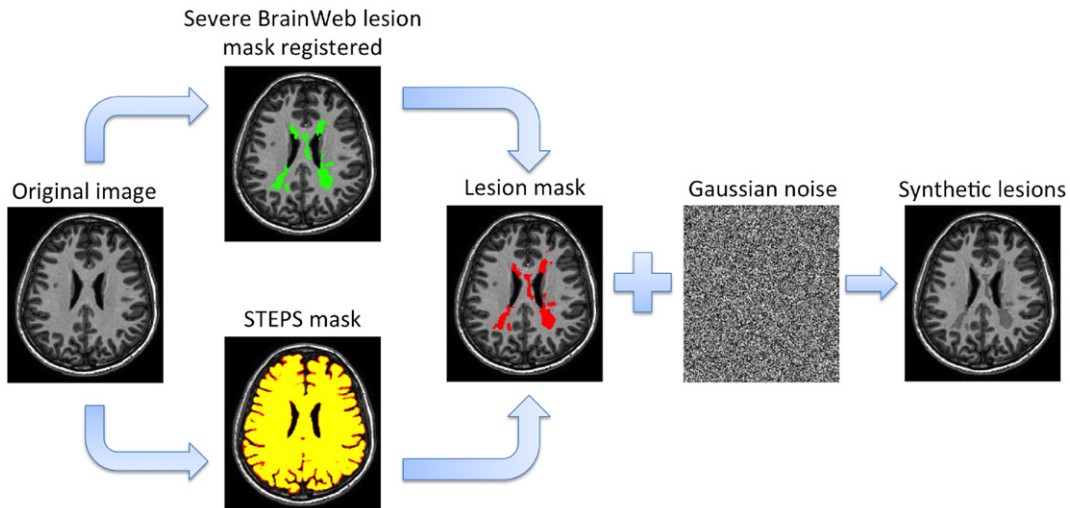 Severe BrainWeb lesion
mask registered
Original image
Lesion mask
Gaussian noise
Synthetic lesions
STEPS mask